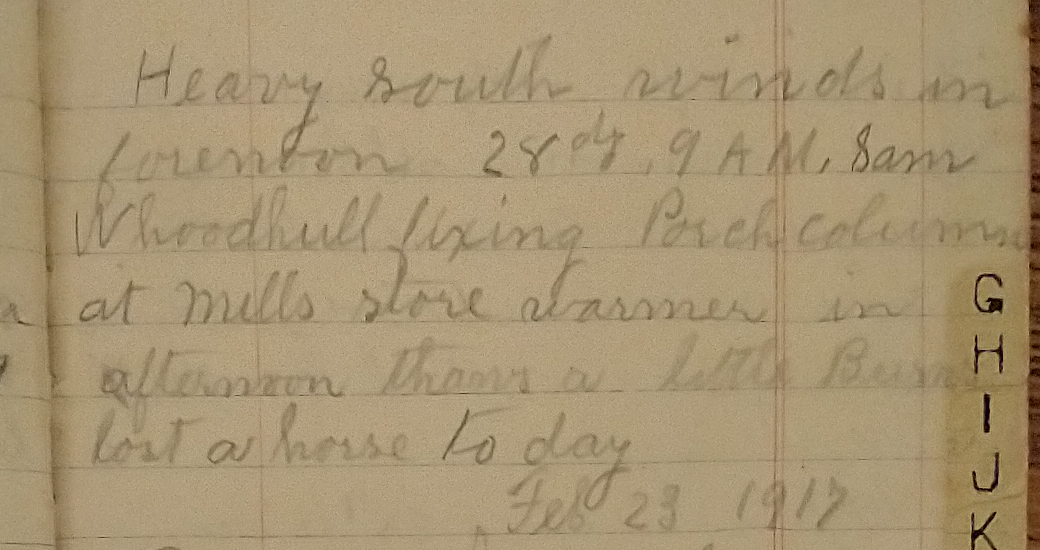 Heavy south winds in
forenoon 28 dg. 9 A M, Sam
Whoodhull fixing Porch column
at mills store warmer in
afternoon thaws a little Burns
lost a horse to day
Feb 23 1917
G
H
I
J
K